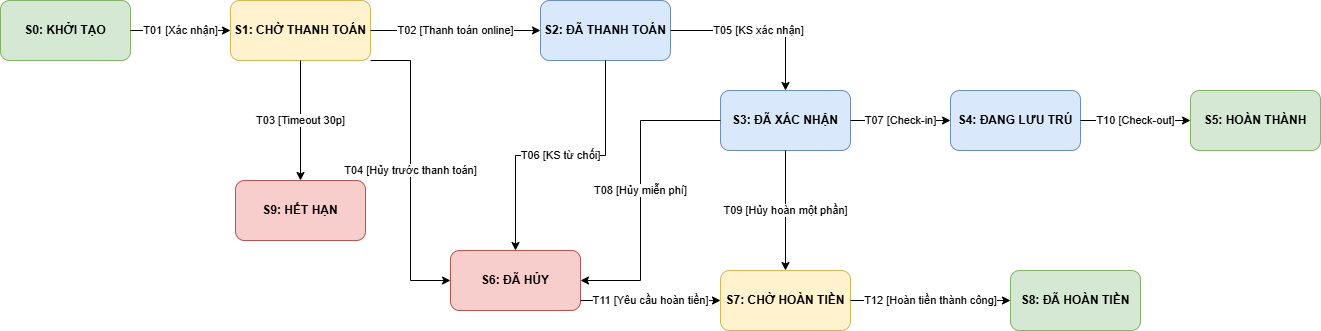 S0: KHỞI TẠO
T01 [Xác nhận]
S1: CHỜ THANH TOÁN
T02 [Thanh toán online]
S2: ĐÃ THANH TOÁN
T05 [KS xác nhận]
T03 [Timeout 30p]
S3: ĐÃ XÁC NHẬN
T07 [Check-in]
S4: ĐANG LƯU TRÚ
T10 [Check-out]
S5: HOÀN THÀNH
T04 [Hủy trước thanh toán]
T06 [KS từ chối]
T08 [Hủy miễn phí]
S9: HẾT HẠN
T09 [Hủy hoàn một phần]
S6: ĐÃ HỦY
T11 [Yêu cầu hoàn tiền]
S7: CHỜ HOÀN TIỀN
T12 [Hoàn tiền thành công]
S8: ĐÃ HOÀN TIỀN